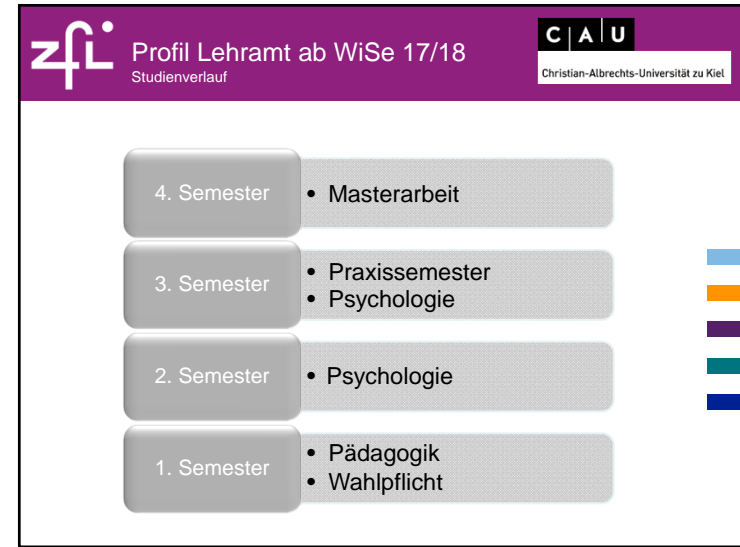 zfL
Profil Lehramt ab WiSe 17/18
Studienverlauf
C | A | U
Christian-Albrechts-Universität zu Kiel
4. Semester
• Masterarbeit
3. Semester
• Praxissemester
• Psychologie
2. Semester
• Psychologie
1. Semester
• Pädagogik
• Wahlpflicht